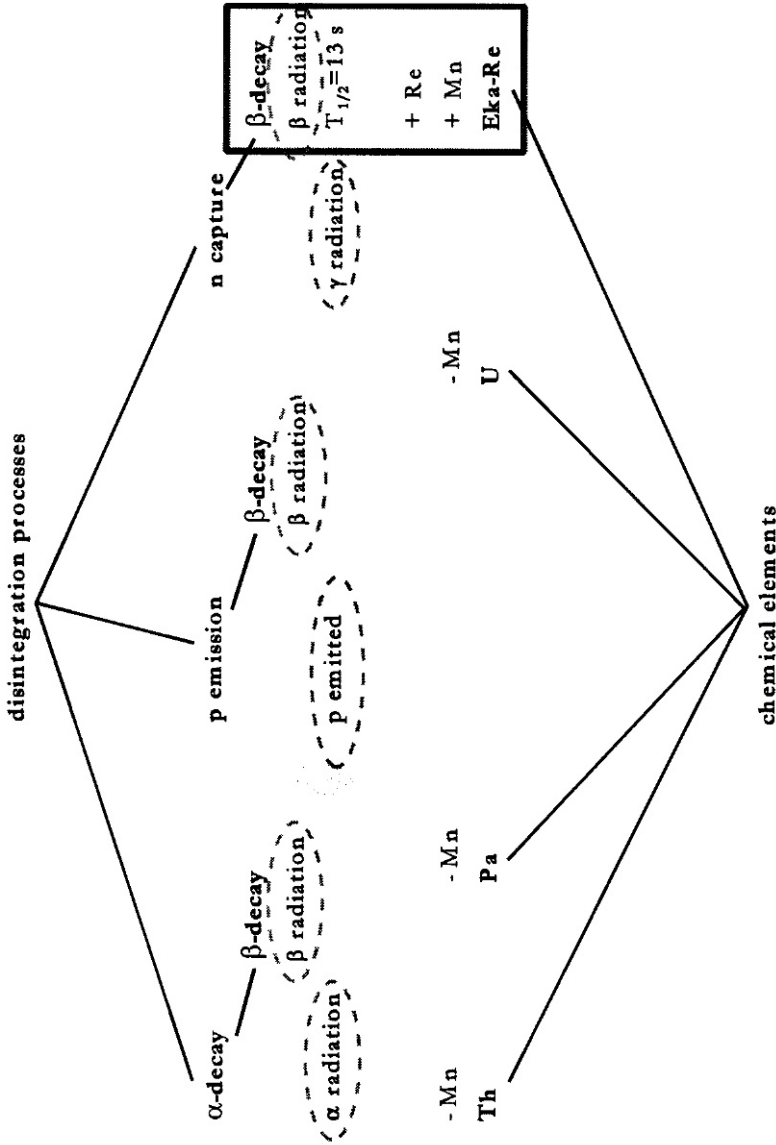 disintegration processes
α-decay
β-decay
β radiation
α radiation
p emission
β-decay
β radiation
p emitted
n capture
β-decay
β radiation
T1/2=13 s
γ radiation
+ Re
+ Mn
Eka-Re
- Mn
Th
- Mn
Pa
- Mn
U
chemical elements